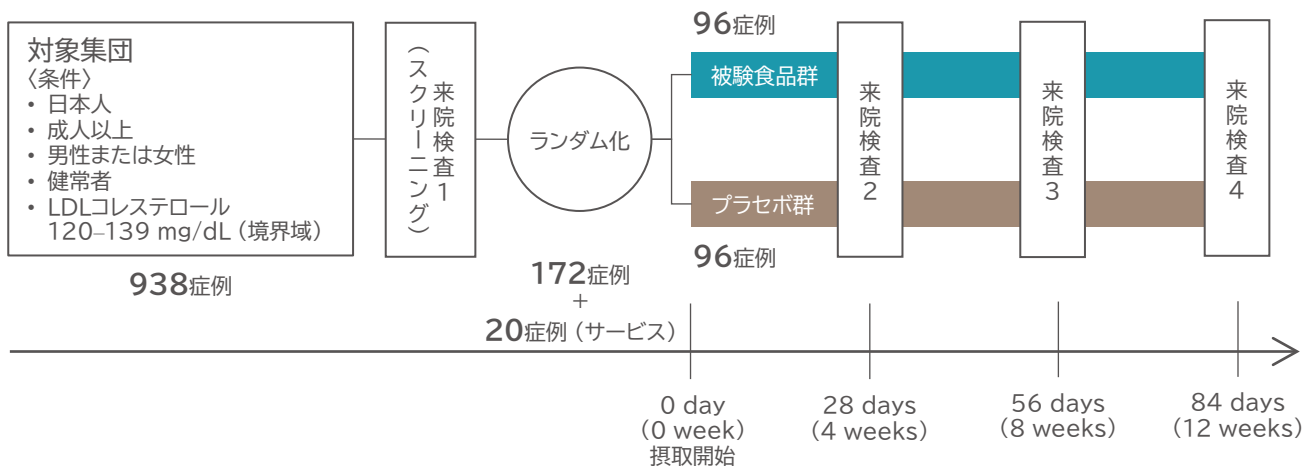 対象集団
〈条件〉
• 日本人
• 成人以上
• 男性または女性
• 健常者
• LDLコレステロール
120–139 mg/dL（境界域）
938症例
来院検査1
（スクリーニング）
ランダム化
172症例
+
20症例（サービス）
96症例
被験食品群
プラセボ群
96症例
来院検査2
来院検査3
来院検査4
0 day
(0 week)
摂取開始
28 days
(4 weeks)
56 days
(8 weeks)
84 days
(12 weeks)